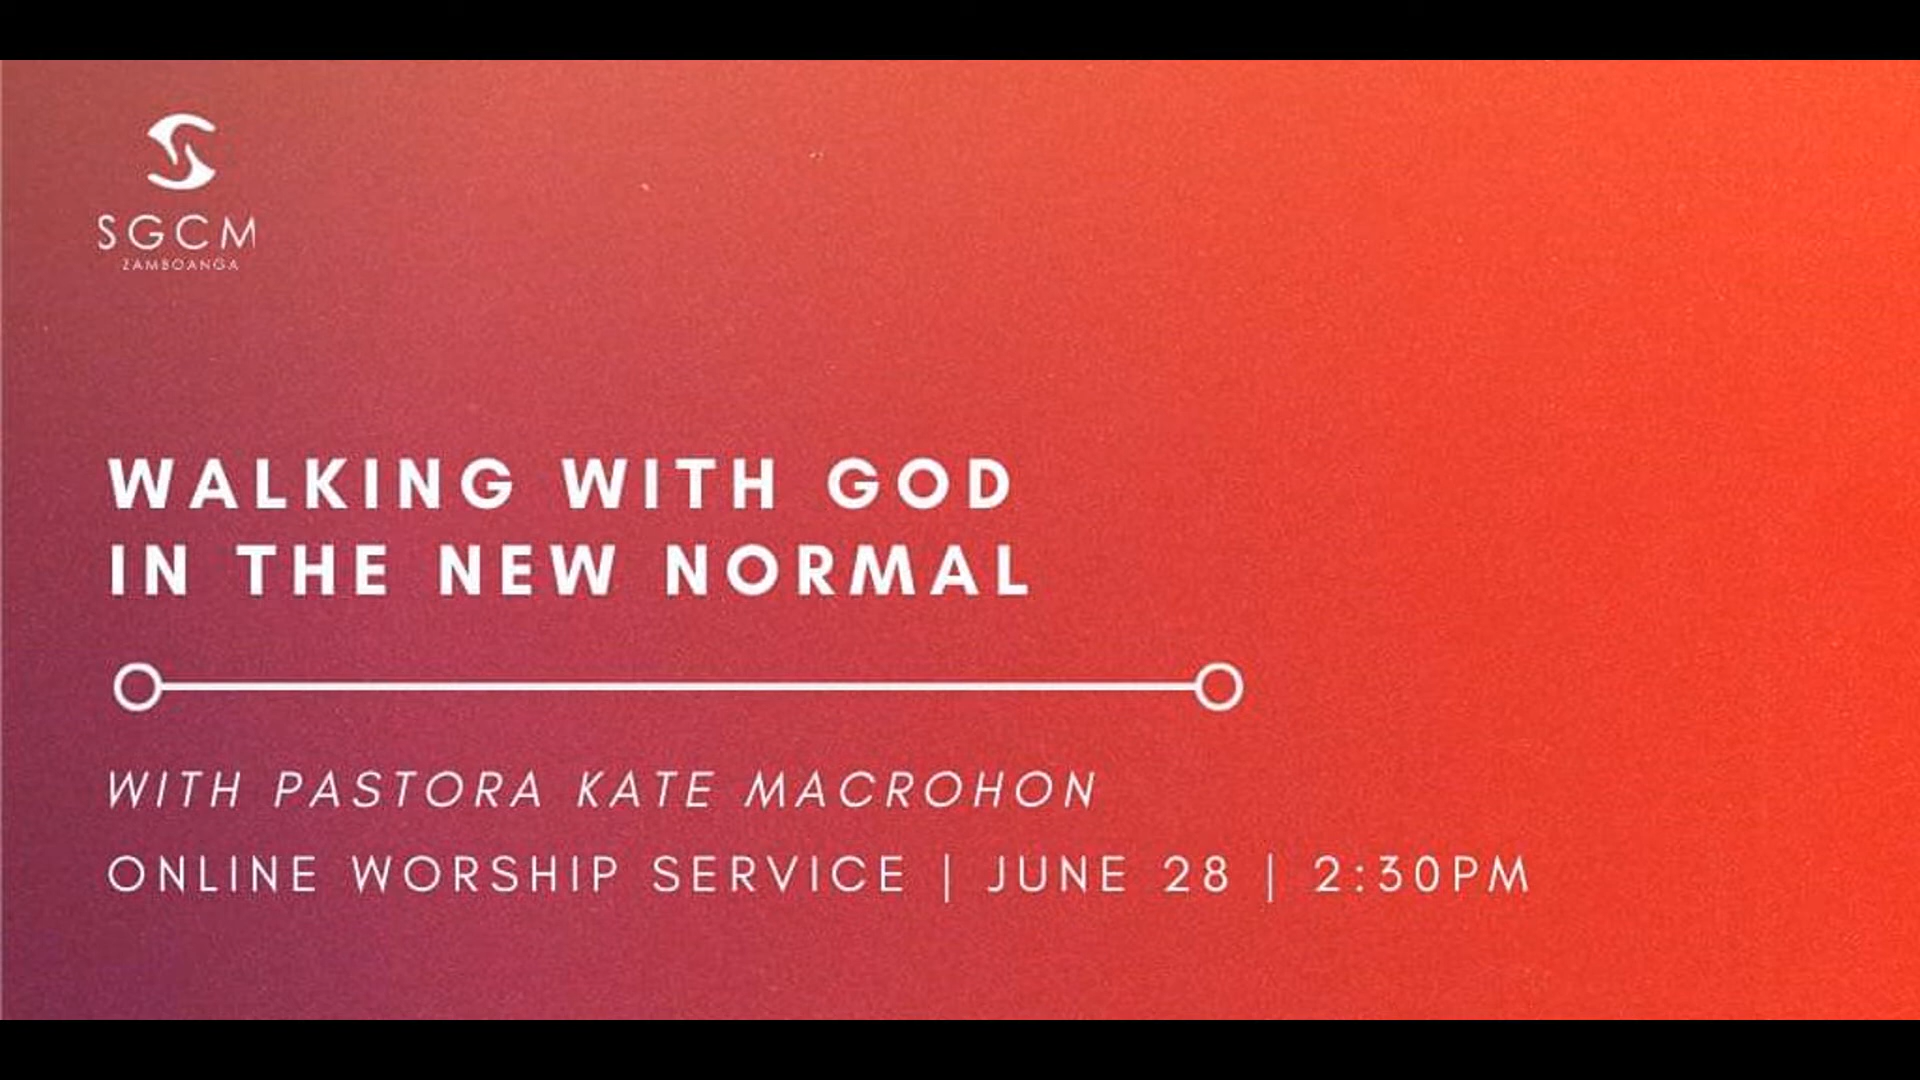 SGCM
ZAMBOANGA
WALKING WITH GOD
IN THE NEW NORMAL
WITH PASTORA KATE MACROHON
ONLINE WORSHIP SERVICE | JUNE 28 | 2:30PM